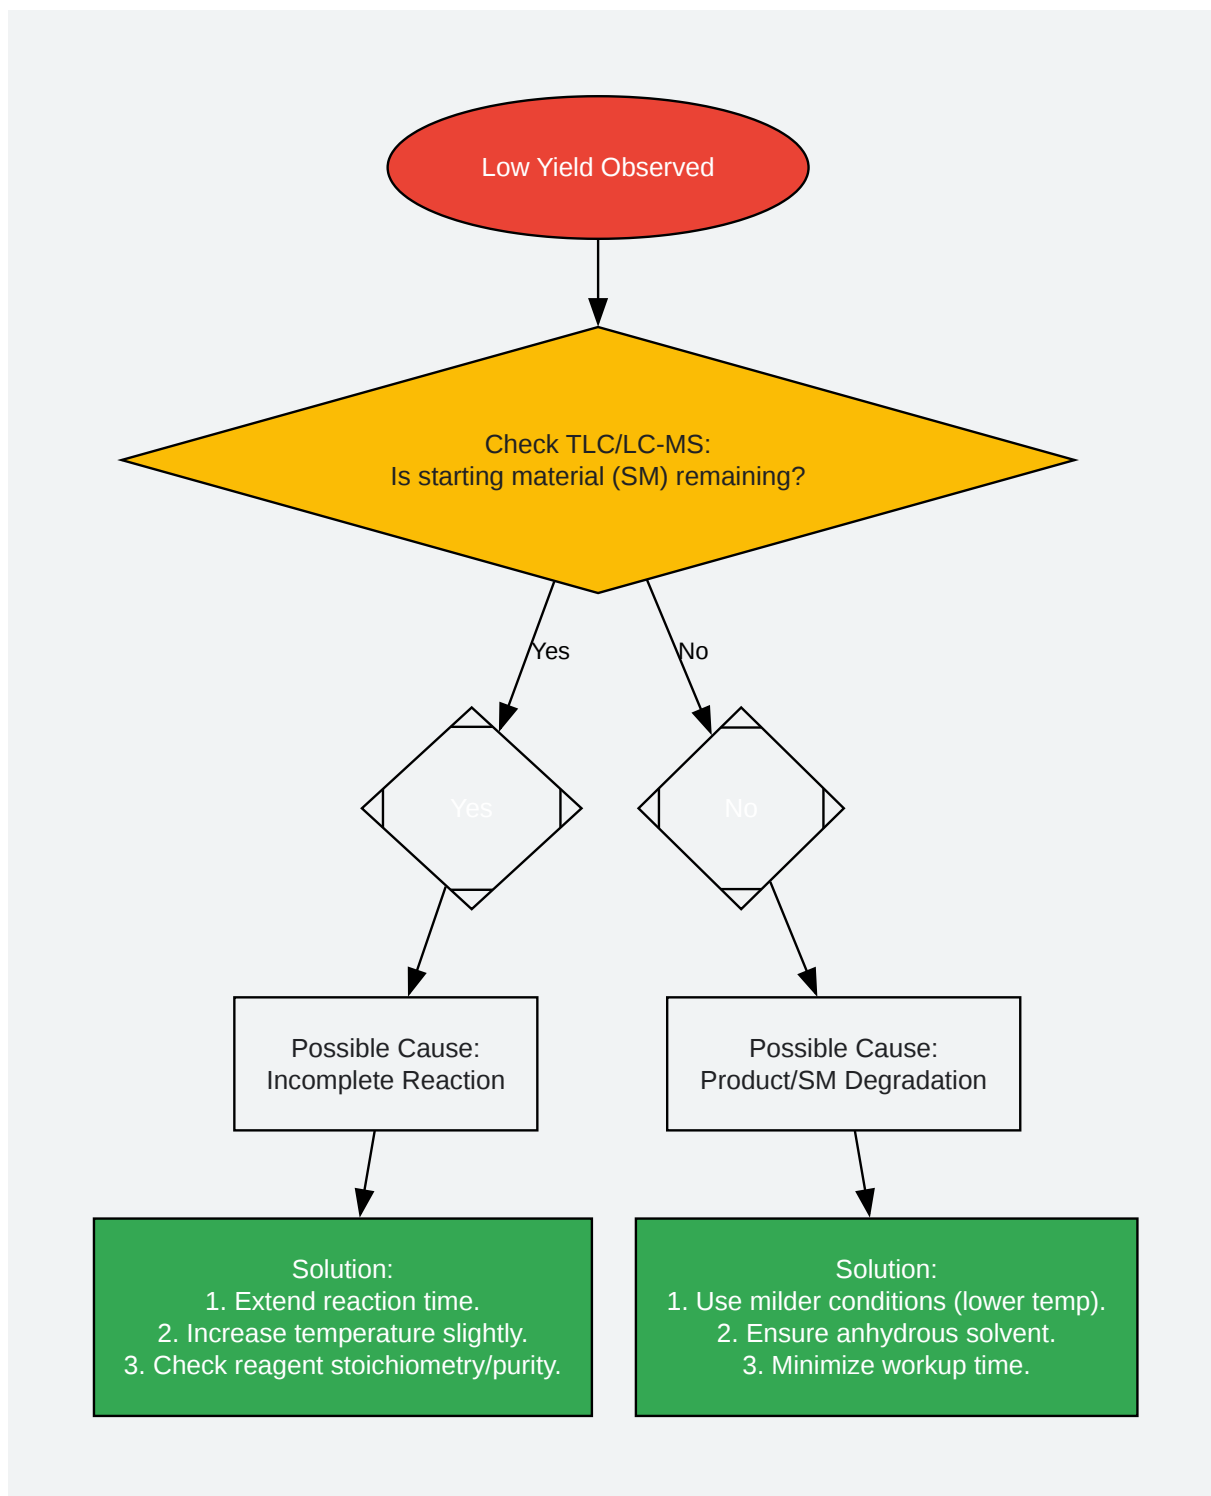 Low Yield Observed
Check TLC/LC-MS:
Is starting material (SM) remaining?
Yes
No
Yes
No
Possible Cause:
Incomplete Reaction
Possible Cause:
Product/SM Degradation
Solution:
1. Extend reaction time.
2. Increase temperature slightly.
3. Check reagent stoichiometry/purity.
Solution:
1. Use milder conditions (lower temp).
2. Ensure anhydrous solvent.
3. Minimize workup time.